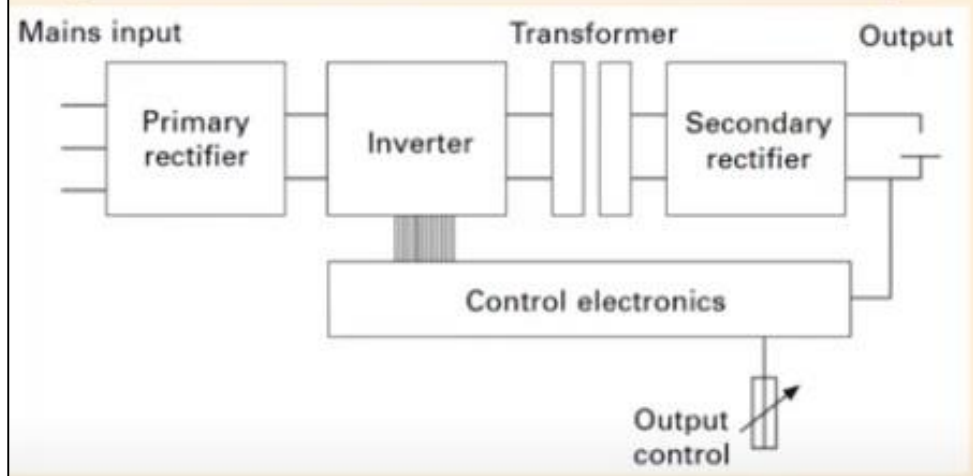 Mains input
Transformer
Output
Primary
rectifier
Inverter
Secondary
rectifier
Control electronics
Output
control